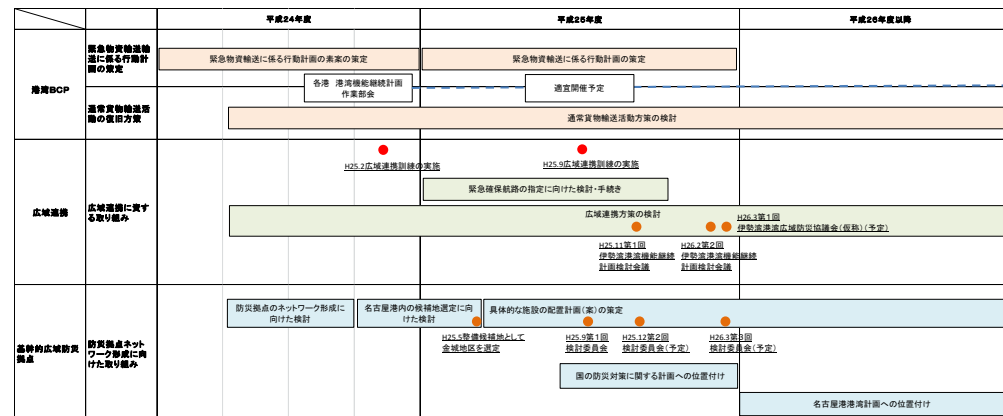 平成24年度
平成25年度
平成26年度以降
港湾BCP
緊急物資輸送輸
送に係る行動計
画の策定
緊急物資輸送に係る行動計画の素案の策定
緊急物資輸送に係る行動計画の策定
各港 港湾機能継続計画
作業部会
適宜開催予定
通常貨物輸送活
動の復旧方策
通常貨物輸送活動方策の検討
広域連携
広域連携に資す
る取り組み
H25.2広域連携訓練の実施
H25.9広域連携訓練の実施
緊急確保航路の指定に向けた検討・手続き
広域連携方策の検討
H26.3第1回
伊勢湾港湾広域防災協議会(仮称)(予定)
H25.11第1回
伊勢湾港湾機能継続
計画検討会議
H26.2第2回
伊勢湾港湾機能継続
計画検討会議
基幹的広域防災
拠点
防災拠点ネット
ワーク形成に向
けた取り組み
防災拠点のネットワーク形成に
向けた検討
名古屋港内の候補地選定に向
けた検討
具体的な施設の配置計画(案)の策定
H25.5整備候補地として
金城地区を選定
H25.9第1回
検討委員会
H25.12第2回
検討委員会(予定)
H26.3第3回
検討委員会(予定)
国の防災対策に関する計画への位置付け
名古屋港港湾計画への位置付け